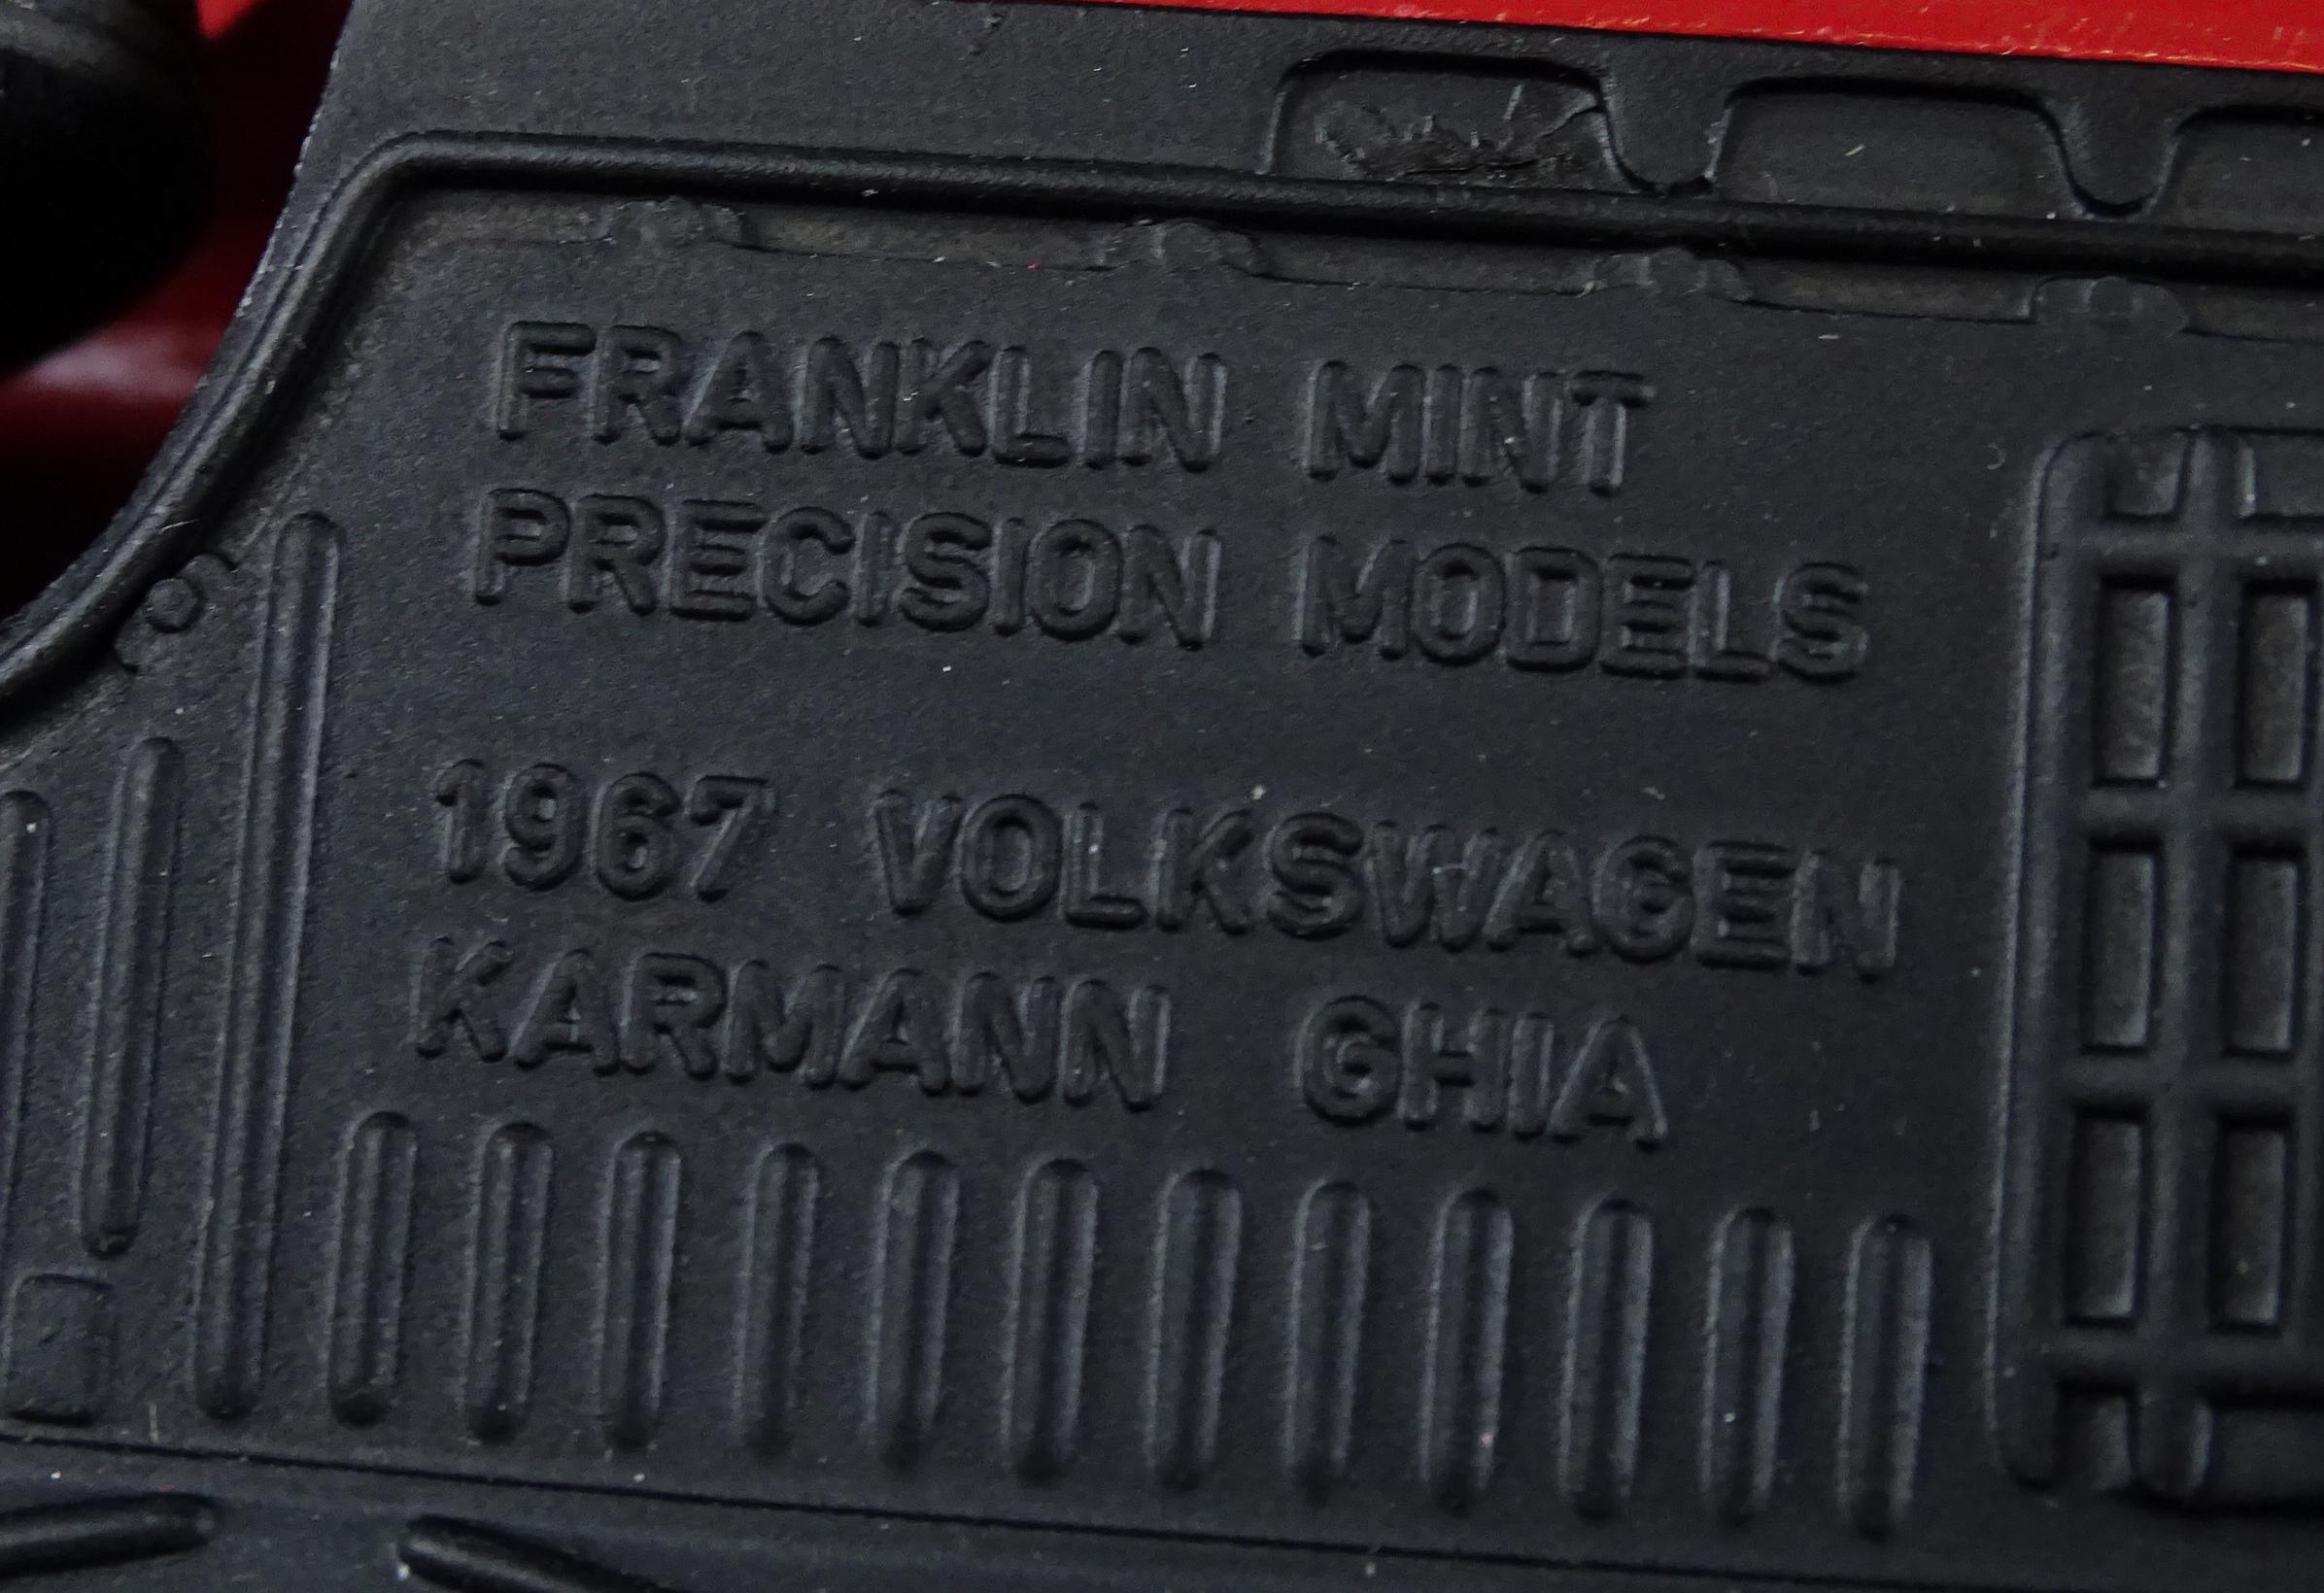 FRANKLIN MINT
PRECISION MODELS
1967 VOLKSWAGEN
KARMANN GHIA